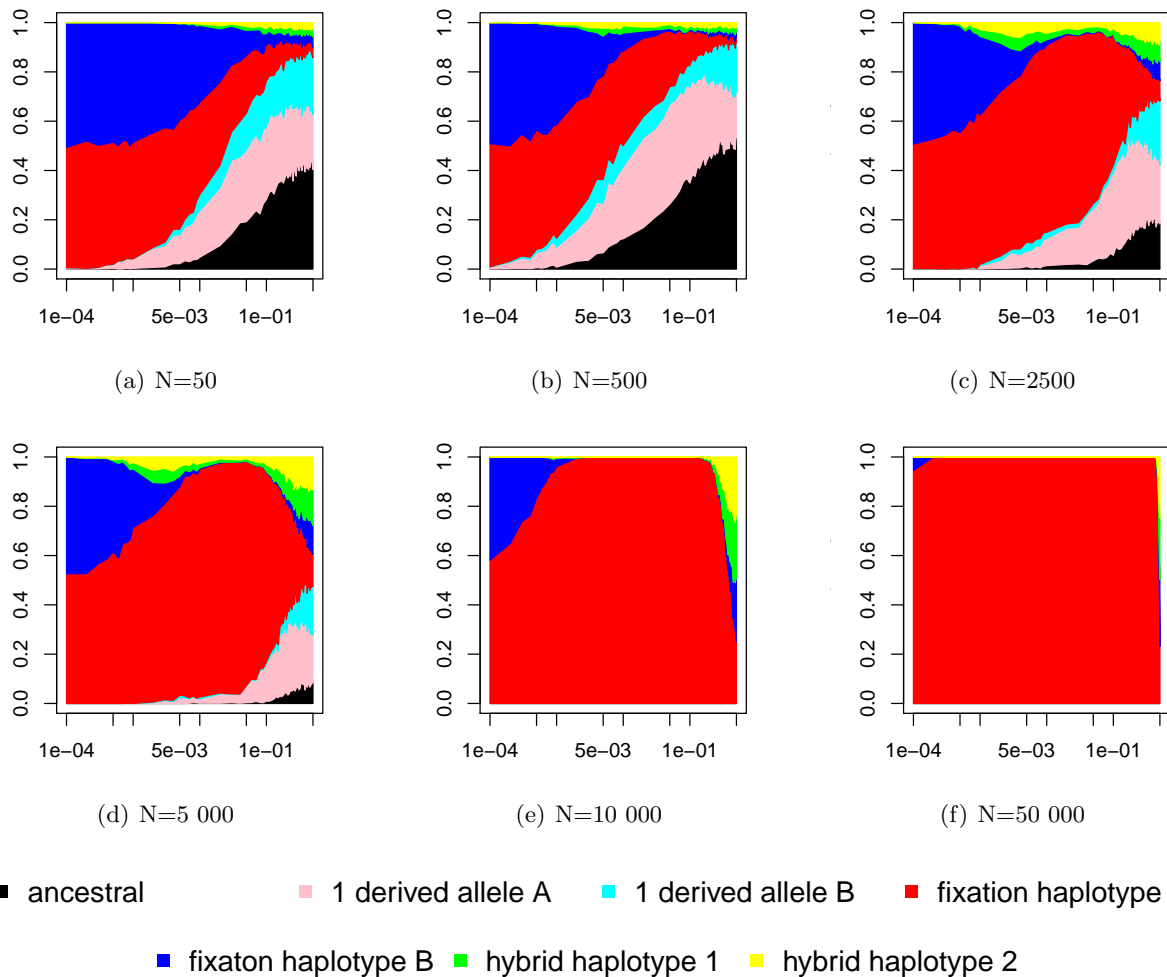 0.0 0.2 0.4 0.6 0.8 1.0
1e−04 5e−03 1e−01
(a) N=50
0.0 0.2 0.4 0.6 0.8 1.0
1e−04 5e−03 1e−01
(b) N=500
0.0 0.2 0.4 0.6 0.8 1.0
1e−04 5e−03 1e−01
(c) N=2500
0.0 0.2 0.4 0.6 0.8 1.0
1e−04 5e−03 1e−01
(d) N=5 000
0.0 0.2 0.4 0.6 0.8 1.0
1e−04 5e−03 1e−01
(e) N=10 000
0.0 0.2 0.4 0.6 0.8 1.0
1e−04 5e−03 1e−01
(f) N=50 000
ancestral 1 derived allele A 1 derived allele B fixation haplotype
fixaton haplotype B hybrid haplotype 1 hybrid haplotype 2